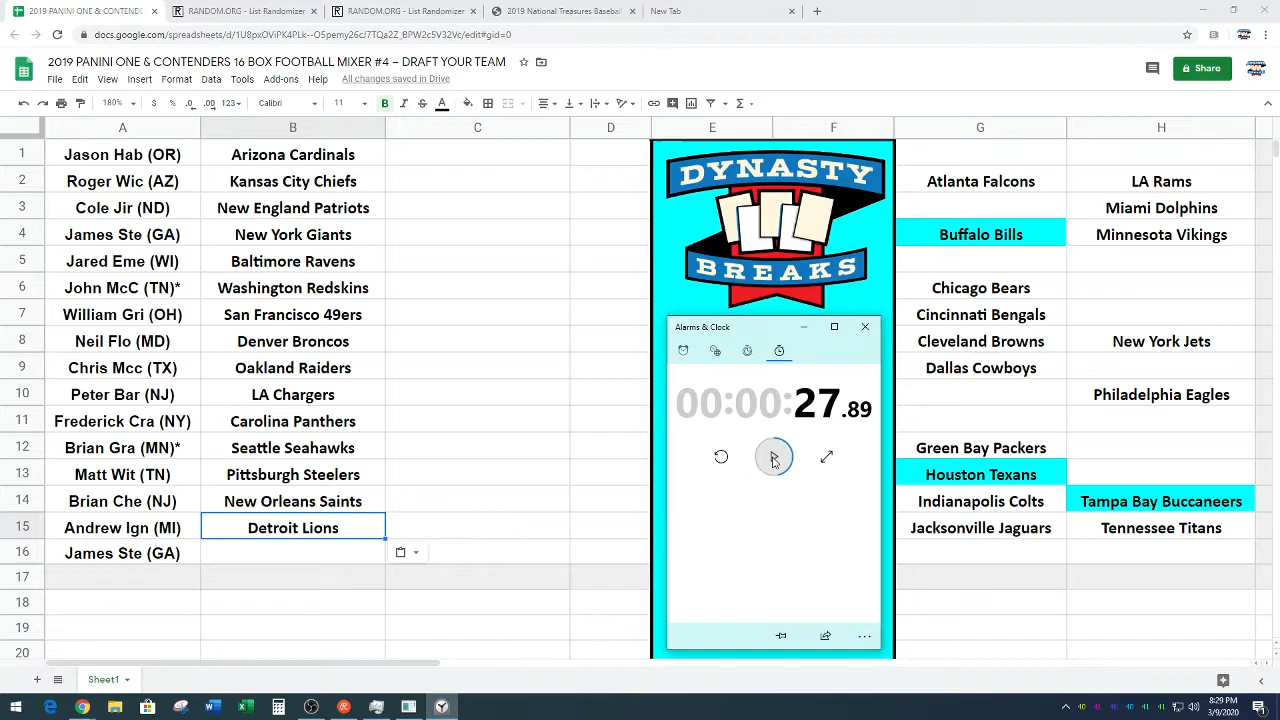 2019 PANINI ONE & CONTENDERS
RANDOM.ORG - List Randomizer
RANDOM.ORG - List Randomizer
2019 National Treasures Baseball
New Tab
2019 PANINI ONE & CONTENDERS 16 BOX FOOTBALL MIXER #4 – DRAFT YOUR TEAM
File Edit View Insert Format Data Tools Add-ons Help All changes saved in Drive
Share
180% $ % .0 .00 123 Calibri 11 B I S A
A B C D E F G H
1 Jason Hab (OR) Arizona Cardinals
2 Roger Wic (AZ) Kansas City Chiefs Atlanta Falcons LA Rams
3 Cole Jir (ND) New England Patriots Miami Dolphins
4 James Ste (GA) New York Giants Buffalo Bills Minnesota Vikings
5 Jared Eme (WI) Baltimore Ravens
6 John McC (TN)* Washington Redskins Chicago Bears
7 William Gri (OH) San Francisco 49ers Cincinnati Bengals
8 Neil Flo (MD) Denver Broncos Cleveland Browns New York Jets
9 Chris Mcc (TX) Oakland Raiders Dallas Cowboys
10 Peter Bar (NJ) LA Chargers Philadelphia Eagles
11 Frederick Cra (NY) Carolina Panthers
12 Brian Gra (MN)* Seattle Seahawks Green Bay Packers
13 Matt Wit (TN) Pittsburgh Steelers Houston Texans
14 Brian Che (NJ) New Orleans Saints Indianapolis Colts Tampa Bay Buccaneers
15 Andrew Ign (MI) Detroit Lions Jacksonville Jaguars Tennessee Titans
16 James Ste (GA)
17
18
19
20
DYNASTY
BREAKS
Alarms & Clock
00:00:27.89
Sheet1
8:29 PM
3/9/2020